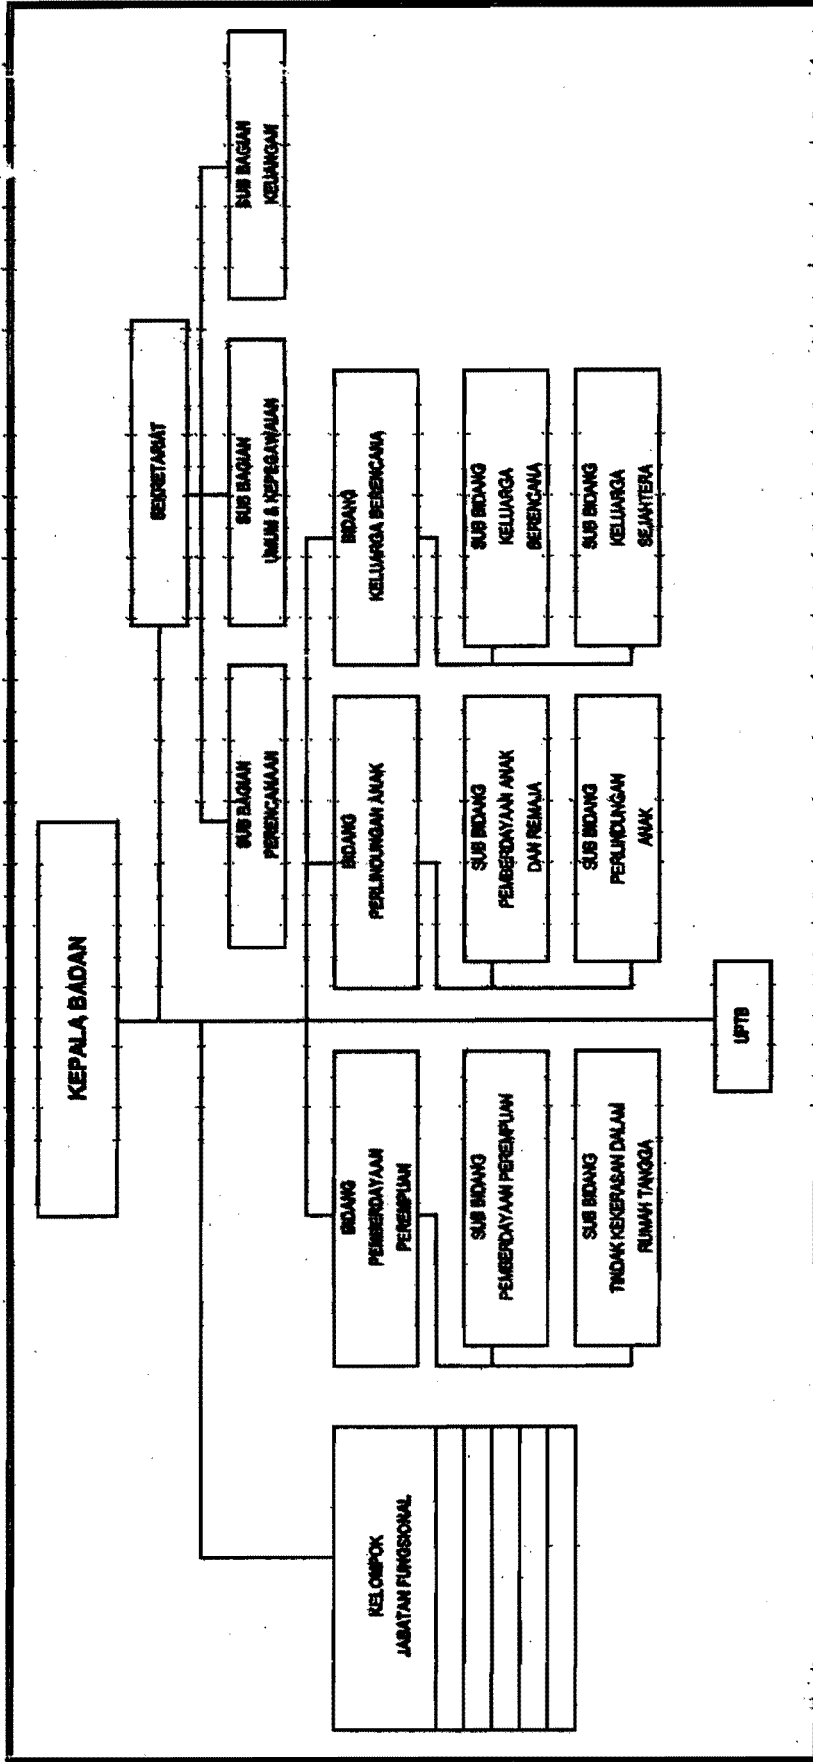 KEPALA BADAN
SEKRETARIAT
SUB BAGIAN
PERENCANAAN
SUB BAGIAN
UMUM & KEPEGAWAIAN
SUB BAGIAN
KEUANGAN
KELOMPOK
JABATAN FUNGSIONAL
BIDANG
PEMBERDAYAAN
PEREMPUAN
BIDANG
PERLINDUNGAN ANAK
BIDANG
KELUARGA BERENCANA
SUB BIDANG
PEMBERDAYAAN PEREMPUAN
SUB BIDANG
PEMBERDAYAAN ANAK
DAN REMAJA
SUB BIDANG
KELUARGA
BERENCANA
SUB BIDANG
TINDAK KEKERASAN DALAM
RUMAH TANGGA
SUB BIDANG
PERLINDUNGAN
ANAK
SUB BIDANG
KELUARGA
SEJAHTERA
UPTB